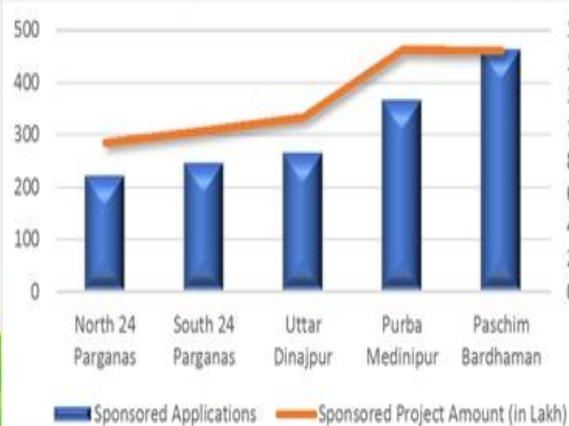 500
400
300
200
100
0
North 24 Parganas
South 24 Parganas
Uttar Dinajpur
Purba Medinipur
Paschim Bardhaman
Sponsored Applications
Sponsored Project Amount (in Lakh)